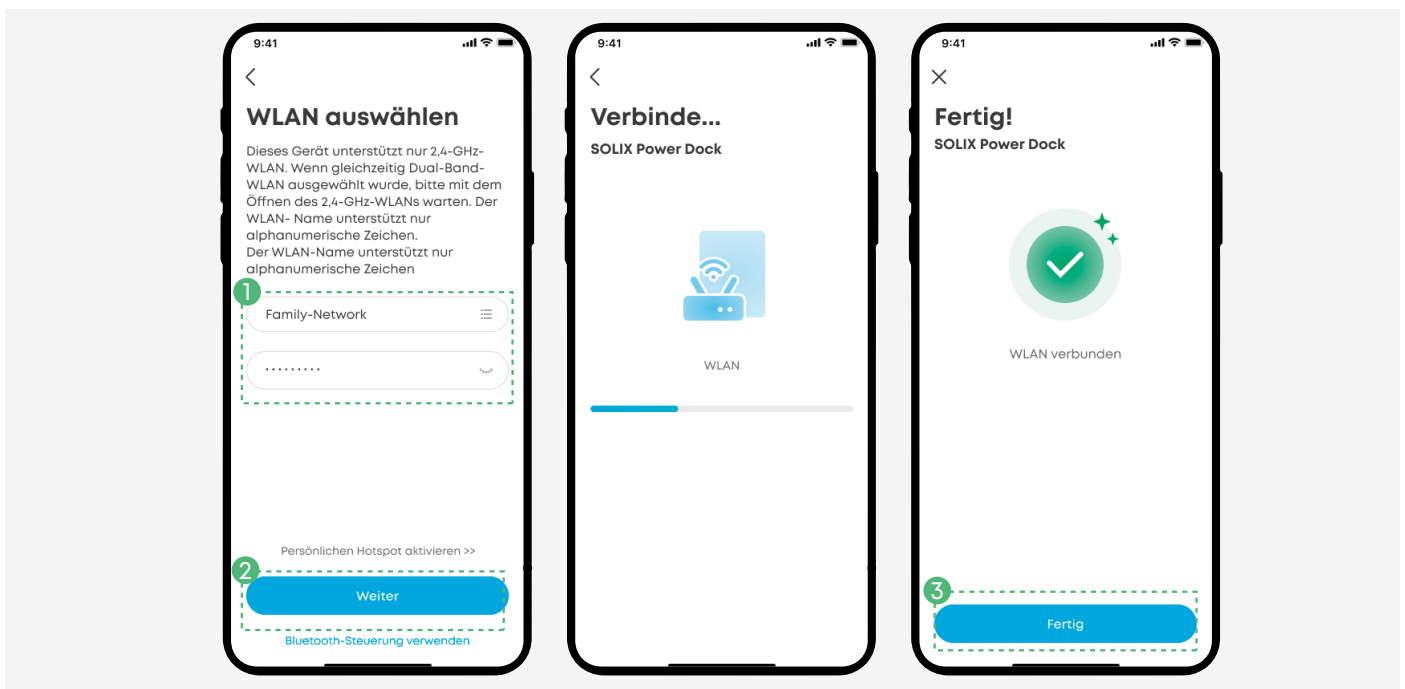 9:41
WLAN auswählen
Dieses Gerät unterstützt nur 2,4-GHz-
WLAN. Wenn gleichzeitig Dual-Band-
WLAN ausgewählt wurde, bitte mit dem
Öffnen des 2,4-GHz-WLANs warten. Der
WLAN- Name unterstützt nur
alphanumerische Zeichen.
Der WLAN-Name unterstützt nur
alphanumerische Zeichen
1
Family-Network
·········
Persönlichen Hotspot aktivieren >>
2
Weiter
Bluetooth-Steuerung verwenden
9:41
Verbinde...
SOLIX Power Dock
WLAN
9:41
Fertig!
SOLIX Power Dock
WLAN verbunden
3
Fertig